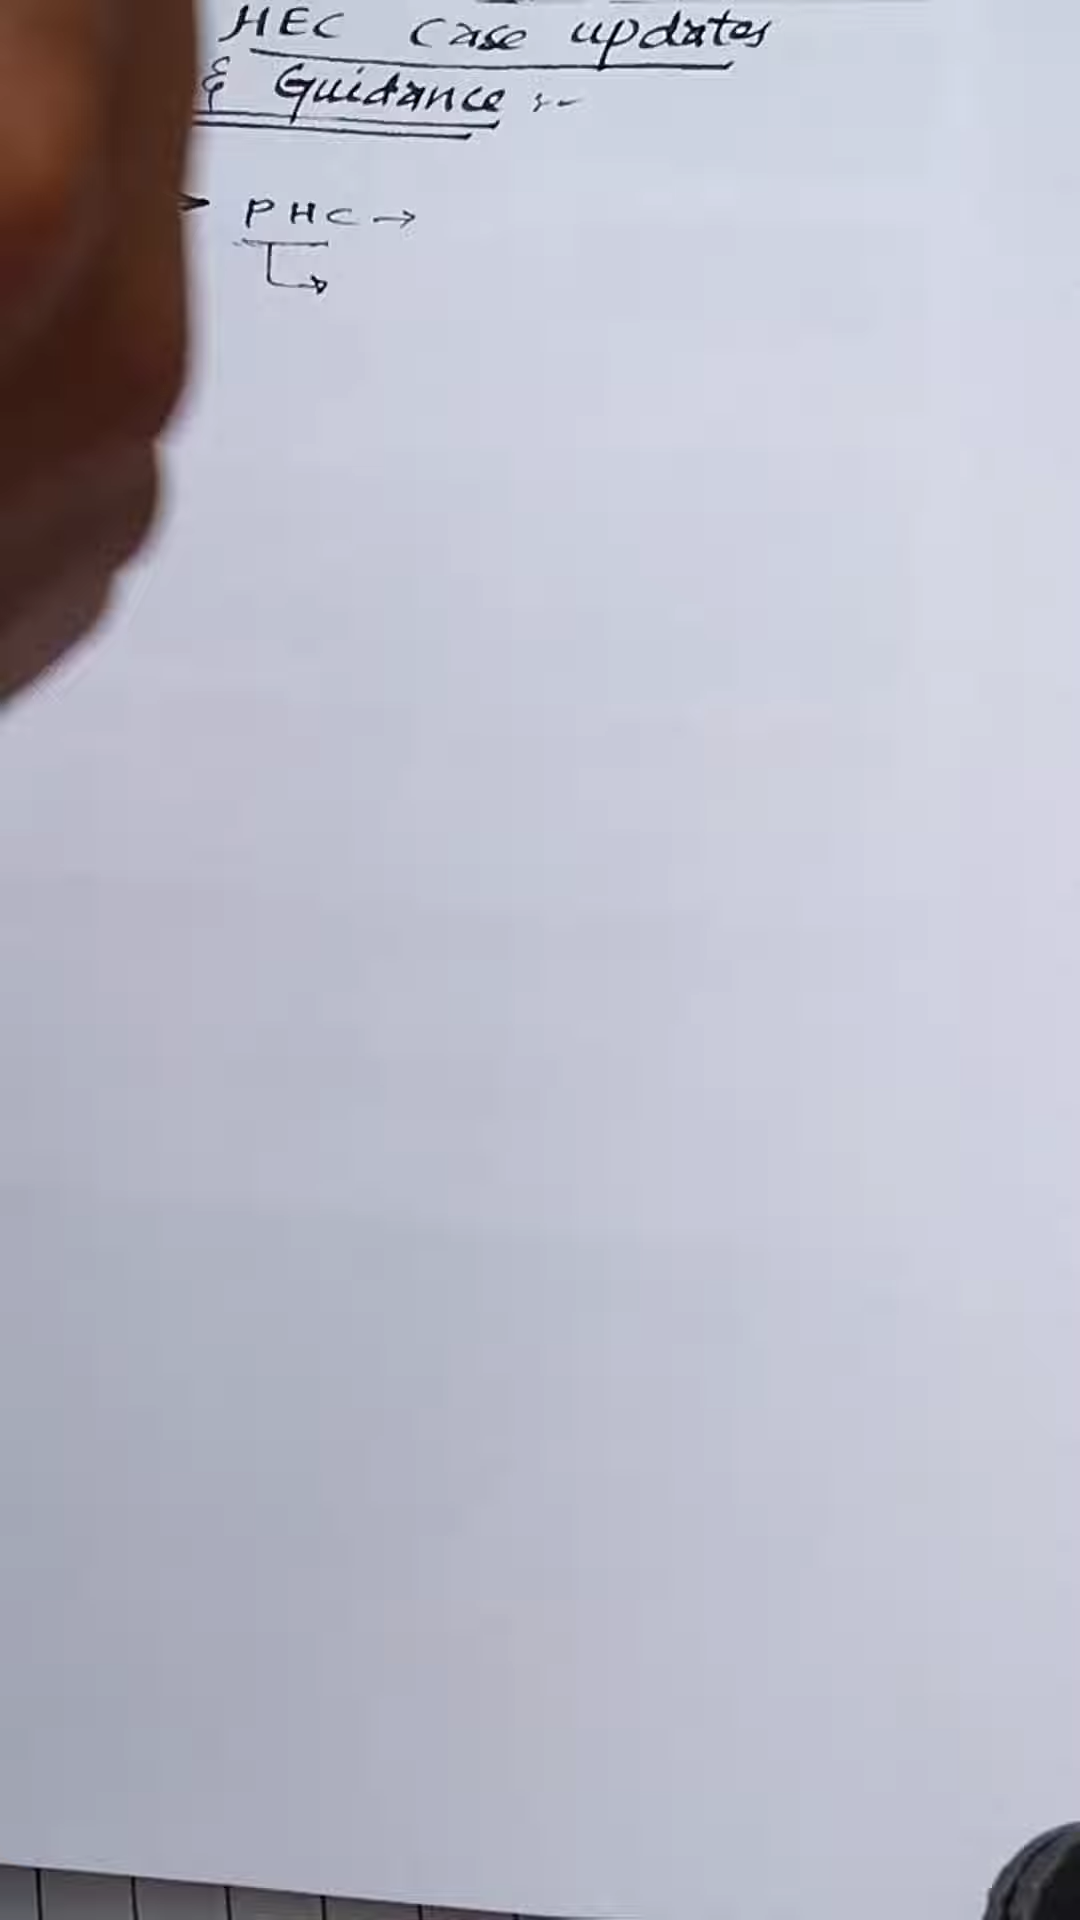 HEC Case updates
& Guidance :-
→ PHC →
↳